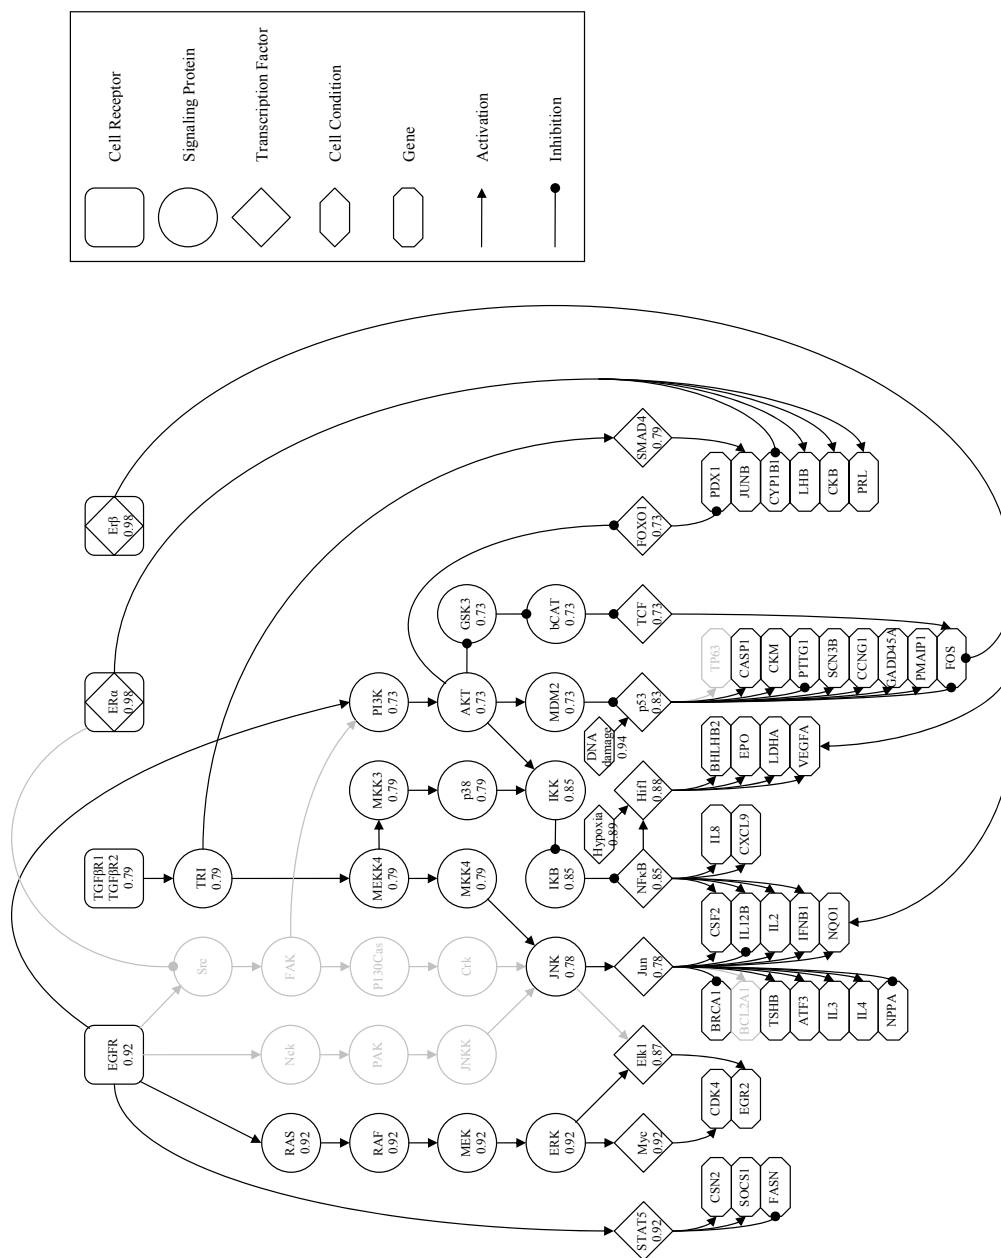 Cell Receptor
Signaling Protein
Transcription Factor
Cell Condition
Gene
Activation
Inhibition
Erβ
0.98
ERα
0.98
TGFβR1
TGFβR2
0.79
EGFR
0.92
TRI
0.79
Src
FAK
Nck
RAS
0.92
PI3K
0.73
MKK3
0.79
MEKK4
0.79
P130Cas
PAK
RAF
0.92
GSK3
0.73
AKT
0.73
p38
0.79
MKK4
0.79
Crk
JNKK
MEK
0.92
bCAT
0.73
MDM2
0.73
IKK
0.85
IKB
0.85
JNK
0.78
ERK
0.92
DNA
damage
0.94
Hypoxia
0.89
SMAD4
0.79
FOXO1
0.73
TCF
0.73
p53
0.83
Hif1
0.88
NFκB
0.85
Jun
0.78
Elk1
0.87
Myc
0.92
STAT5
0.92
PDX1
JUNB
CYP1B1
LHB
CKB
PRL
TP63
CASP1
CKM
PTTG1
SCN3B
CCNG1
GADD45A
PMAIP1
FOS
BHLHB2
EPO
LDHA
VEGFA
IL8
CXCL9
CSF2
IL12B
IL2
IFNB1
NQO1
BRCA1
BCL2A1
TSHB
ATF3
IL3
IL4
NPPA
CDK4
EGR2
CSN2
SOCS1
FASN